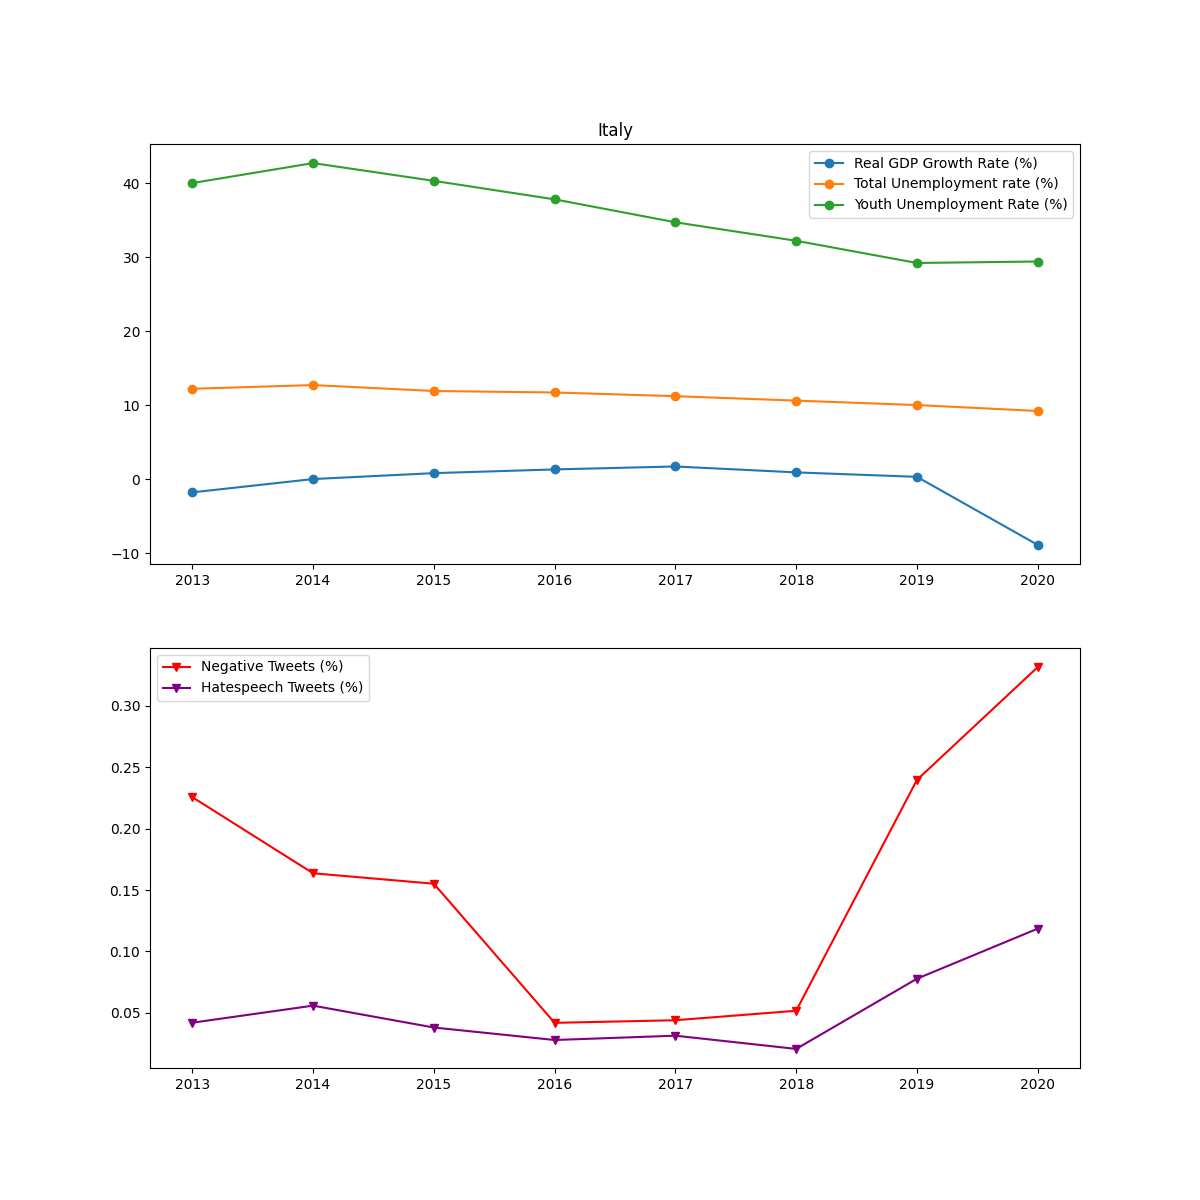 Italy
Real GDP Growth Rate (%)
Total Unemployment rate (%)
Youth Unemployment Rate (%)
40
30
20
10
0
−10
2013 2014 2015 2016 2017 2018 2019 2020
Negative Tweets (%)
Hatespeech Tweets (%)
0.30
0.25
0.20
0.15
0.10
0.05
2013 2014 2015 2016 2017 2018 2019 2020